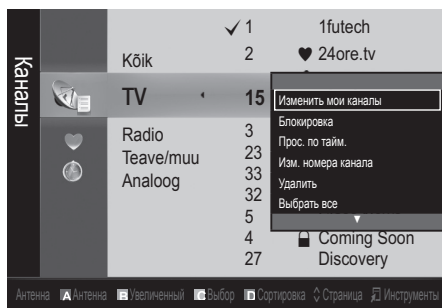 Каналы
✓ 1 1futech
Kõik 2 ♥ 24ore.tv
TV 15
Radio 3
Teave/muu 23
Analoog 33
32
5
4 Coming Soon
27 Discovery
Изменить мои каналы
Блокировка
Прос. по тайм.
Изм. номера канала
Удалить
Выбрать все
▼
Антенна A Антенна B Увеличенный C Выбор D Сортировка Страница Инструменты